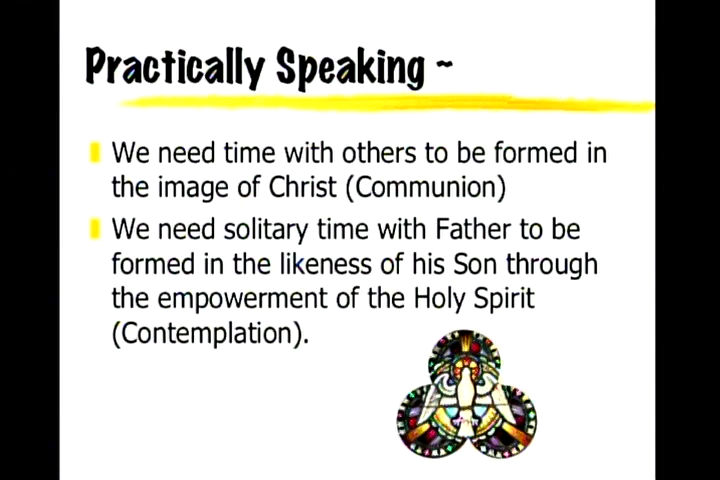 Practically Speaking ~
We need time with others to be formed in
the image of Christ (Communion)
We need solitary time with Father to be
formed in the likeness of his Son through
the empowerment of the Holy Spirit
(Contemplation).